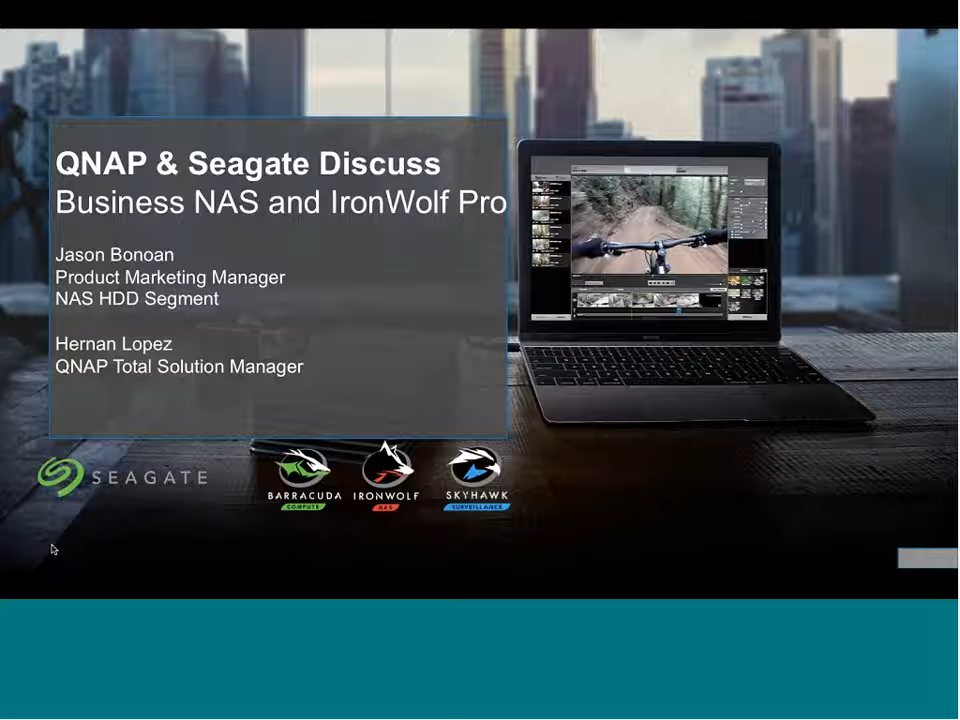 QNAP & Seagate Discuss
Business NAS and IronWolf Pro
Jason Bonoan
Product Marketing Manager
NAS HDD Segment
Hernan Lopez
QNAP Total Solution Manager
SEAGATE
BARRACUDA
COMPUTE
IRONWOLF
NAS
SKYHAWK
SURVEILLANCE